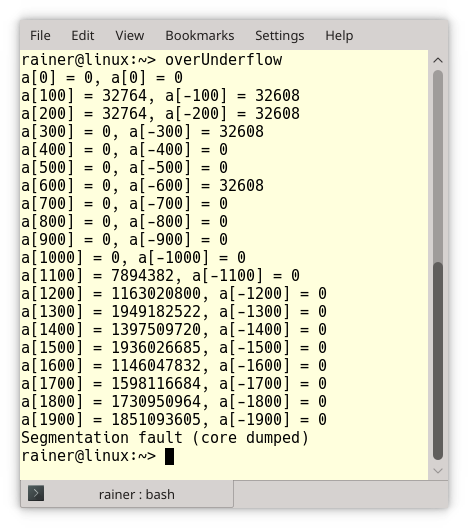 File Edit View Bookmarks Settings Help
rainer@linux:~> overUnderflow
a[0] = 0, a[0] = 0
a[100] = 32764, a[-100] = 32608
a[200] = 32764, a[-200] = 32608
a[300] = 0, a[-300] = 32608
a[400] = 0, a[-400] = 0
a[500] = 0, a[-500] = 0
a[600] = 0, a[-600] = 32608
a[700] = 0, a[-700] = 0
a[800] = 0, a[-800] = 0
a[900] = 0, a[-900] = 0
a[1000] = 0, a[-1000] = 0
a[1100] = 7894382, a[-1100] = 0
a[1200] = 1163020800, a[-1200] = 0
a[1300] = 1949182522, a[-1300] = 0
a[1400] = 1397509720, a[-1400] = 0
a[1500] = 1936026685, a[-1500] = 0
a[1600] = 1146047832, a[-1600] = 0
a[1700] = 1598116684, a[-1700] = 0
a[1800] = 1730950964, a[-1800] = 0
a[1900] = 1851093605, a[-1900] = 0
Segmentation fault (core dumped)
rainer@linux:~>
rainer : bash